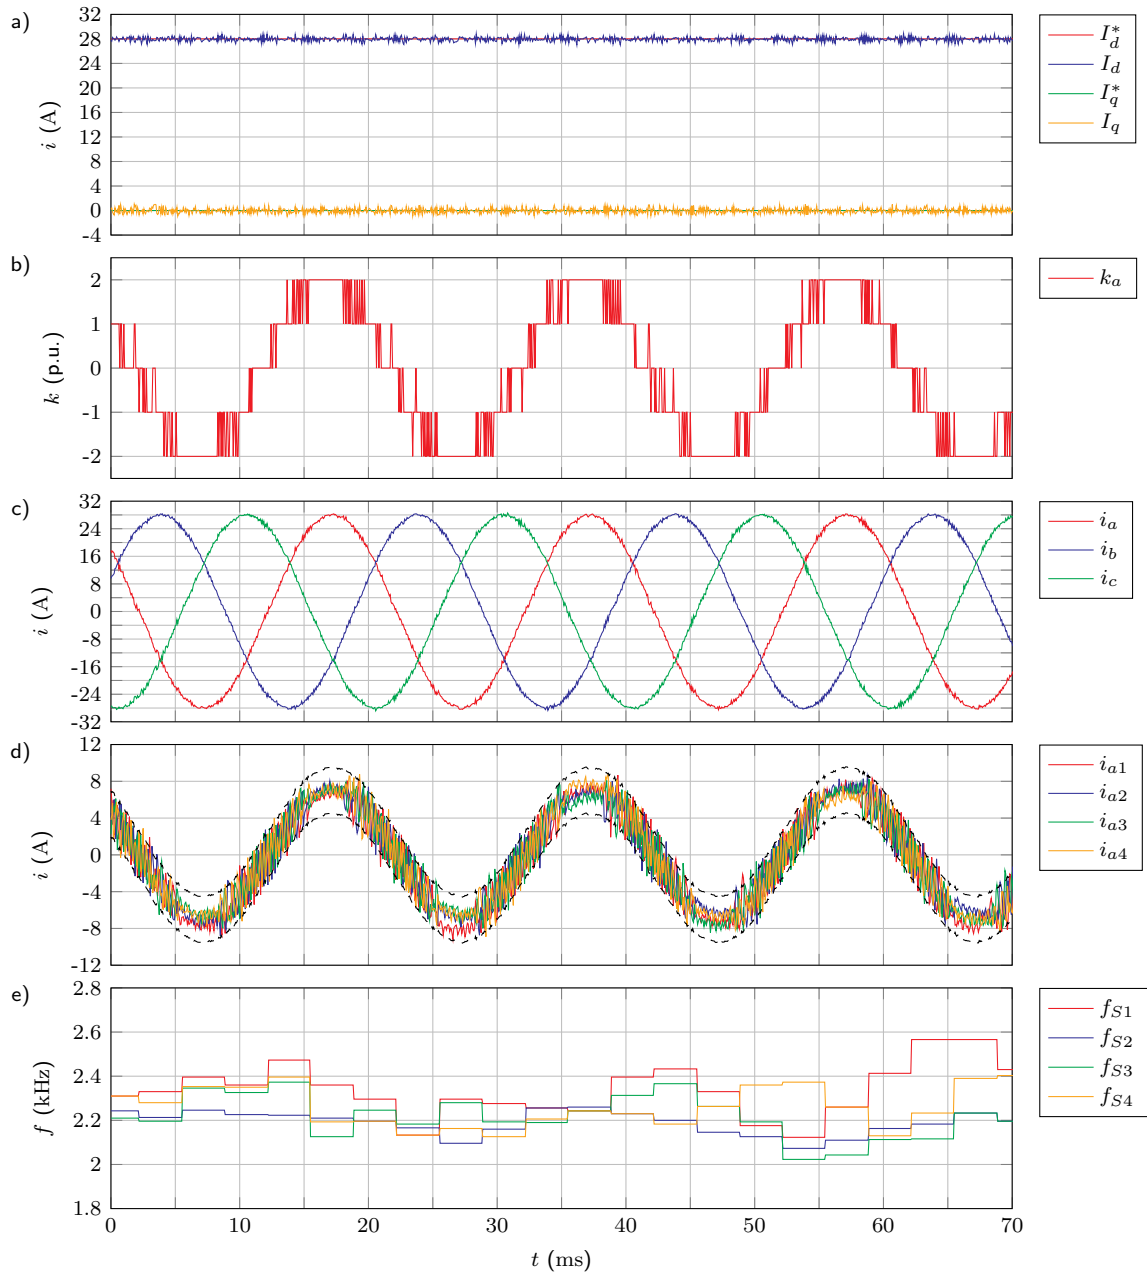 a)
32
28
24
20
16
12
8
4
0
-4
i (A)
I*d
Id
I*q
Iq
b)
2
1
0
-1
-2
k (p.u.)
ka
c)
32
24
16
8
0
-8
-16
-24
-32
i (A)
ia
ib
ic
d)
12
8
4
0
-4
-8
-12
i (A)
ia1
ia2
ia3
ia4
e)
2.8
2.6
2.4
2.2
2
1.8
f (kHz)
fS1
fS2
fS3
fS4
0 10 20 30 40 50 60 70
t (ms)